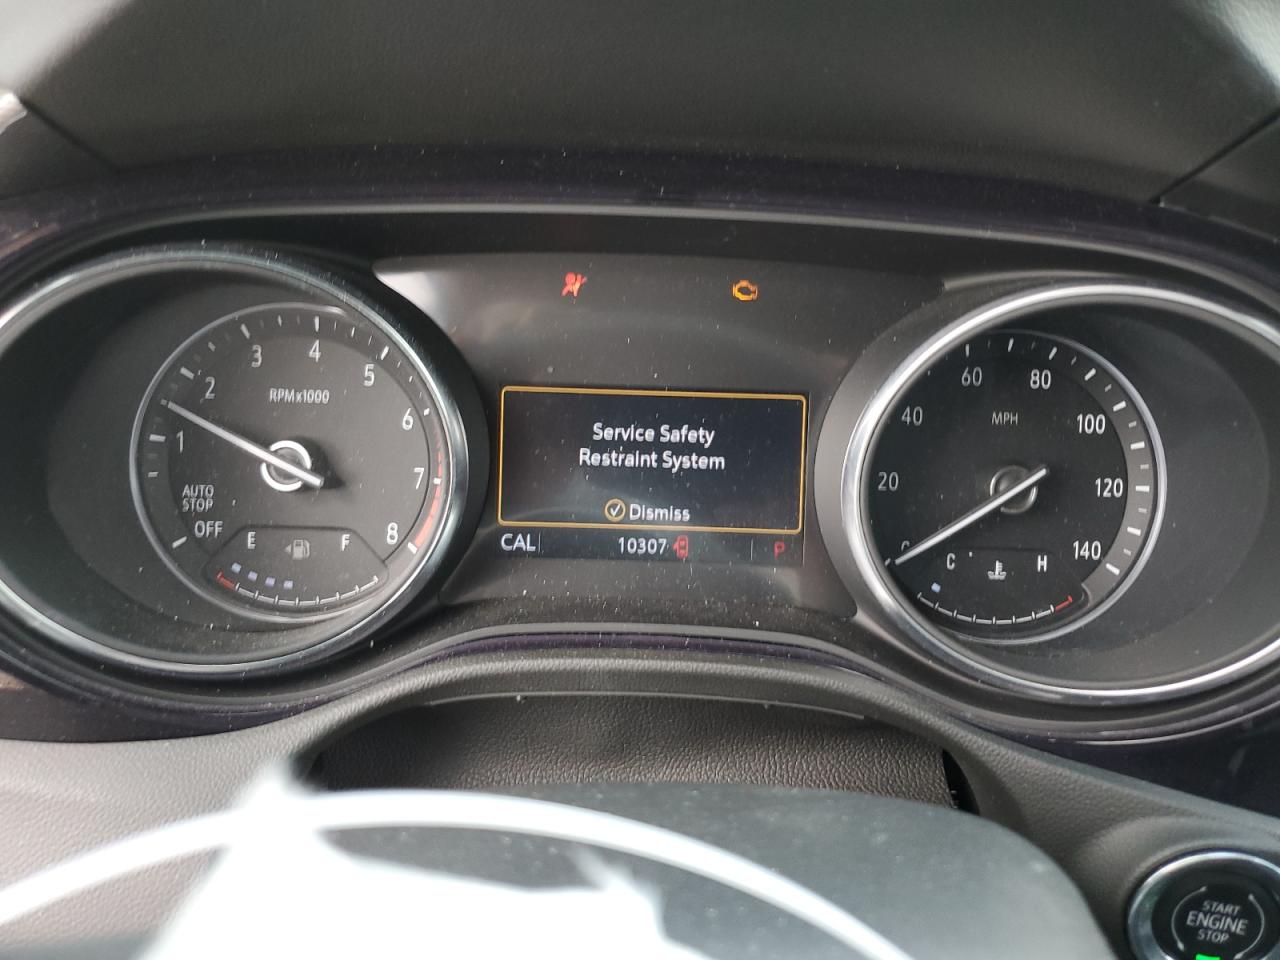 3
4
5
2
6
RPMx1000
1
7
AUTO
STOP
OFF
8
E
F
Service Safety
Restraint System
Dismiss
CAL
10307
P
60
80
40
MPH
100
20
120
0
140
C
H
START
ENGINE
STOP